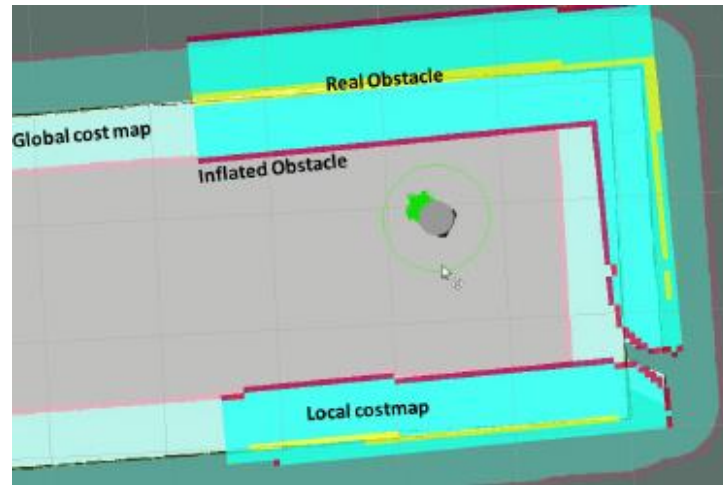 Real Obstacle
Global cost map
Inflated Obstacle
Local costmap